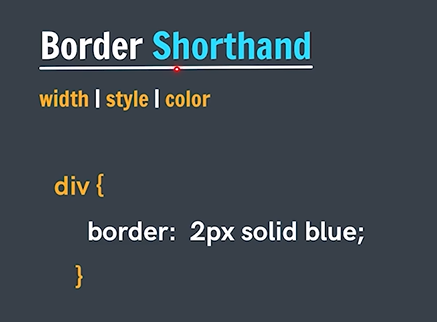 Border Shorthand
width | style | color
div {
border: 2px solid blue;
}